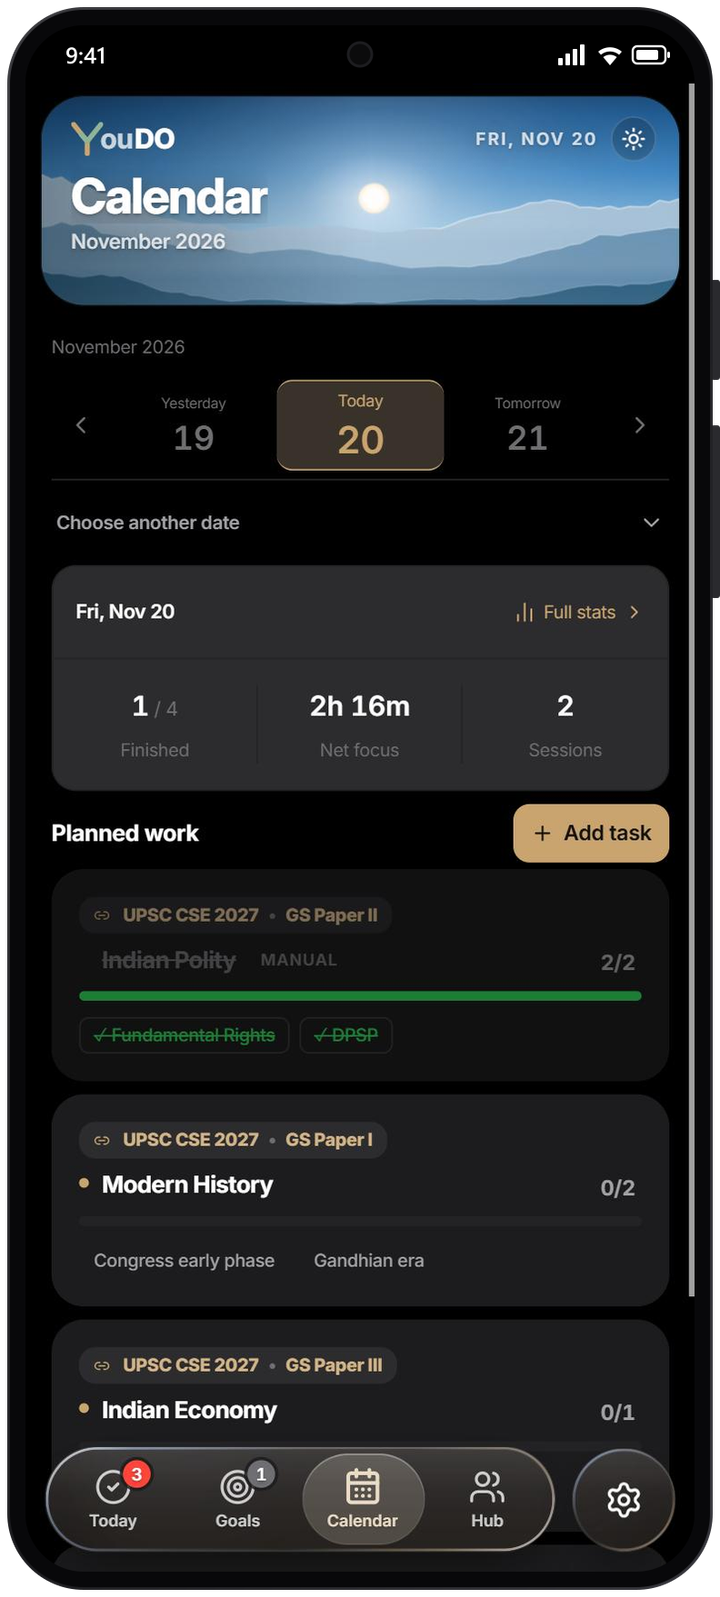 9:41
YouDO
FRI, NOV 20
Calendar
November 2026
November 2026
Yesterday
19
Today
20
Tomorrow
21
Choose another date
Fri, Nov 20
Full stats
1 / 4
Finished
2h 16m
Net focus
2
Sessions
Planned work
+ Add task
UPSC CSE 2027 • GS Paper II
Indian Polity MANUAL 2/2
✓ Fundamental Rights ✓ DPSP
UPSC CSE 2027 • GS Paper I
Modern History 0/2
Congress early phase Gandhian era
UPSC CSE 2027 • GS Paper III
Indian Economy 0/1
3
Today
1
Goals
Calendar
Hub